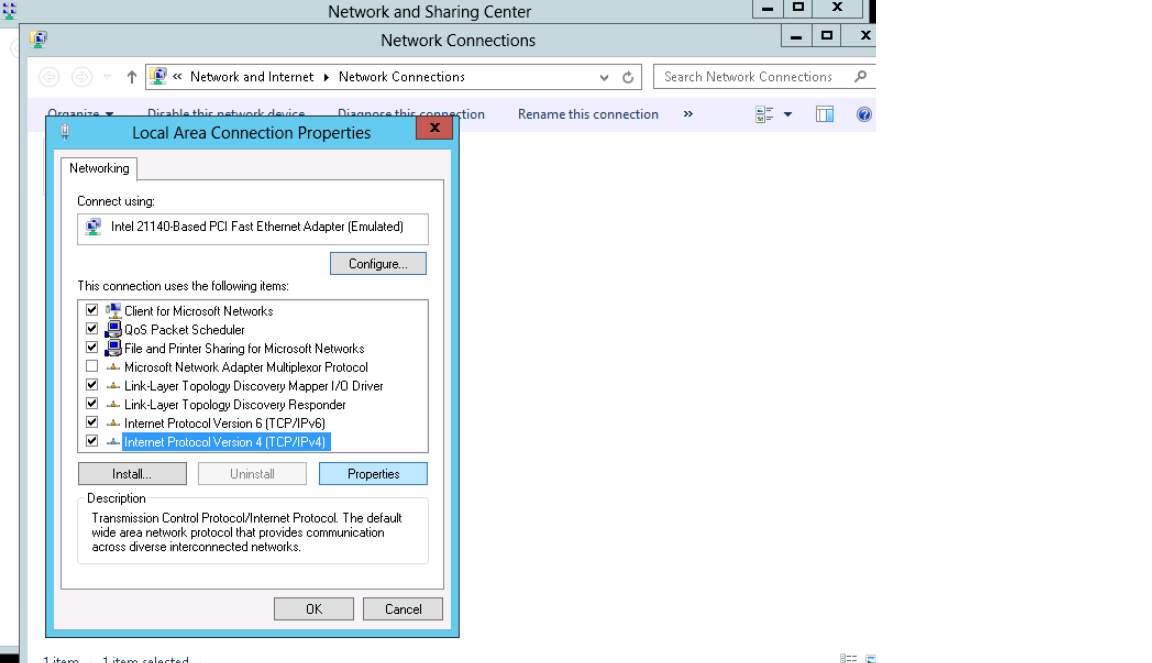 Network and Sharing Center
Network Connections
« Network and Internet ▸ Network Connections
Search Network Connections
Organize
Disable this network device
Diagnose this connection
Rename this connection
»
Local Area Connection Properties
Networking
Connect using:
Intel 21140-Based PCI Fast Ethernet Adapter (Emulated)
Configure...
This connection uses the following items:
Client for Microsoft Networks
QoS Packet Scheduler
File and Printer Sharing for Microsoft Networks
Microsoft Network Adapter Multiplexor Protocol
Link-Layer Topology Discovery Mapper I/O Driver
Link-Layer Topology Discovery Responder
Internet Protocol Version 6 (TCP/IPv6)
Internet Protocol Version 4 (TCP/IPv4)
Install...
Uninstall
Properties
Description
Transmission Control Protocol/Internet Protocol. The default
wide area network protocol that provides communication
across diverse interconnected networks.
OK
Cancel
1 item
1 item selected